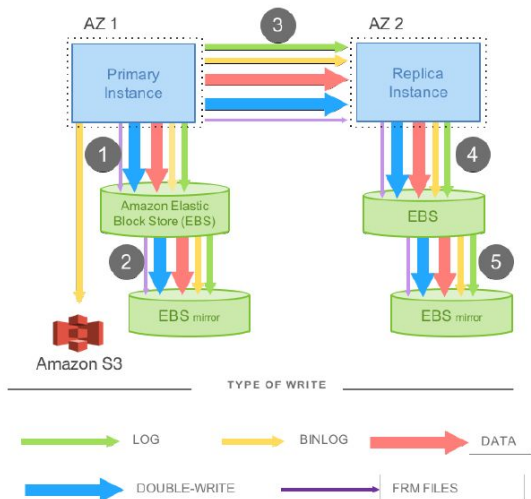 AZ 1
3
AZ 2
Primary
Instance
Replica
Instance
1
4
Amazon Elastic
Block Store (EBS)
EBS
2
5
EBS mirror
EBS mirror
Amazon S3
TYPE OF WRITE
LOG
BINLOG
DATA
DOUBLE-WRITE
FRM FILES